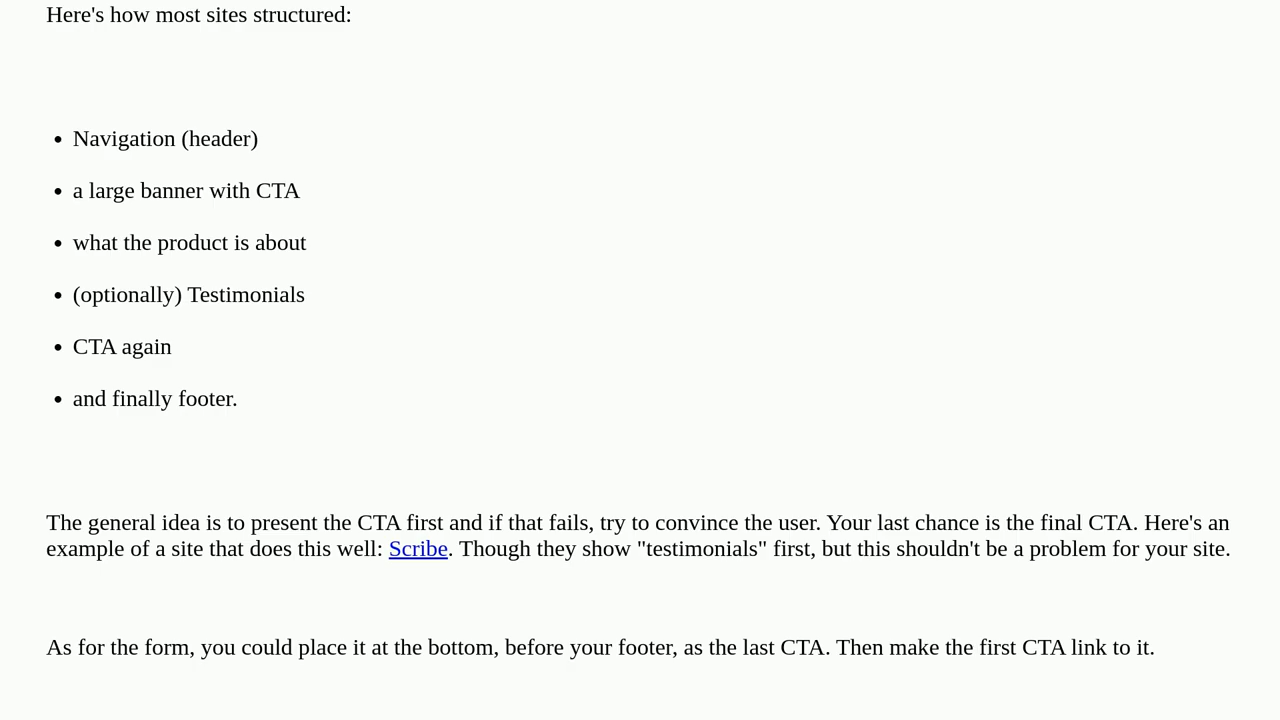 Here's how most sites structured:
• Navigation (header)
• a large banner with CTA
• what the product is about
• (optionally) Testimonials
• CTA again
• and finally footer.
The general idea is to present the CTA first and if that fails, try to convince the user. Your last chance is the final CTA. Here's an
example of a site that does this well: Scribe. Though they show "testimonials" first, but this shouldn't be a problem for your site.
As for the form, you could place it at the bottom, before your footer, as the last CTA. Then make the first CTA link to it.